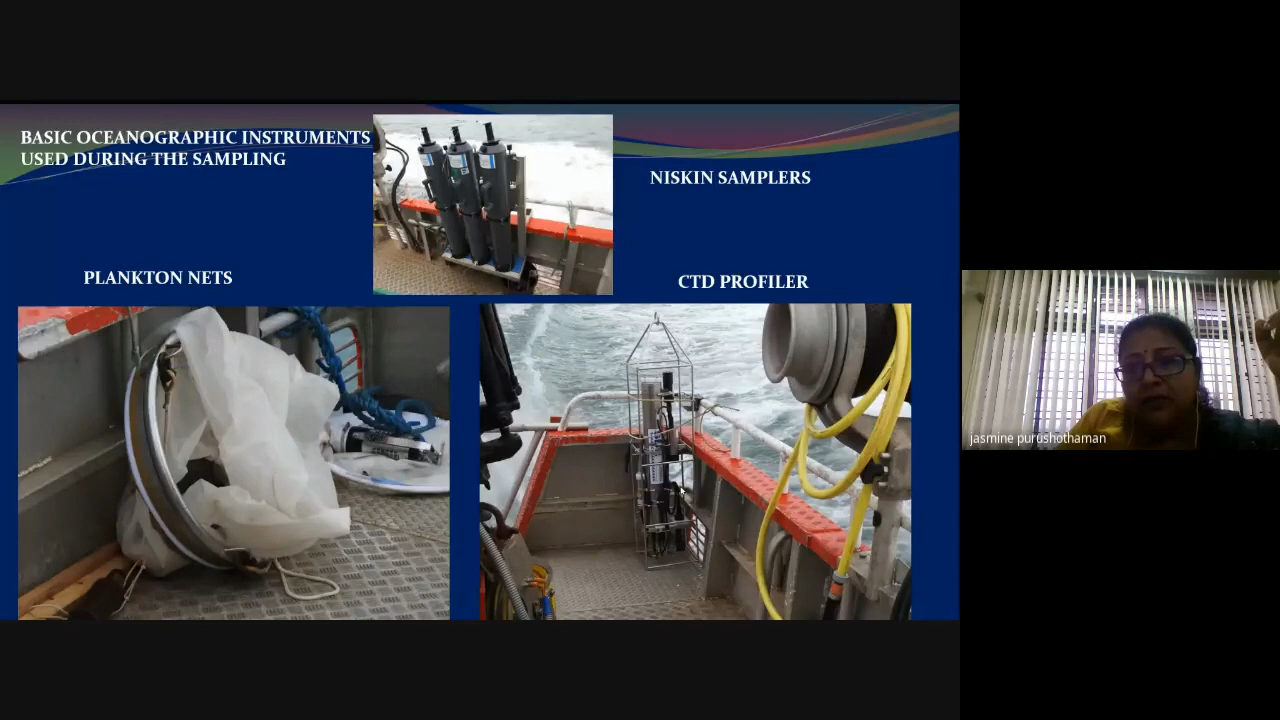 BASIC OCEANOGRAPHIC INSTRUMENTS
USED DURING THE SAMPLING
NISKIN SAMPLERS
PLANKTON NETS
CTD PROFILER
jasmine purushothaman